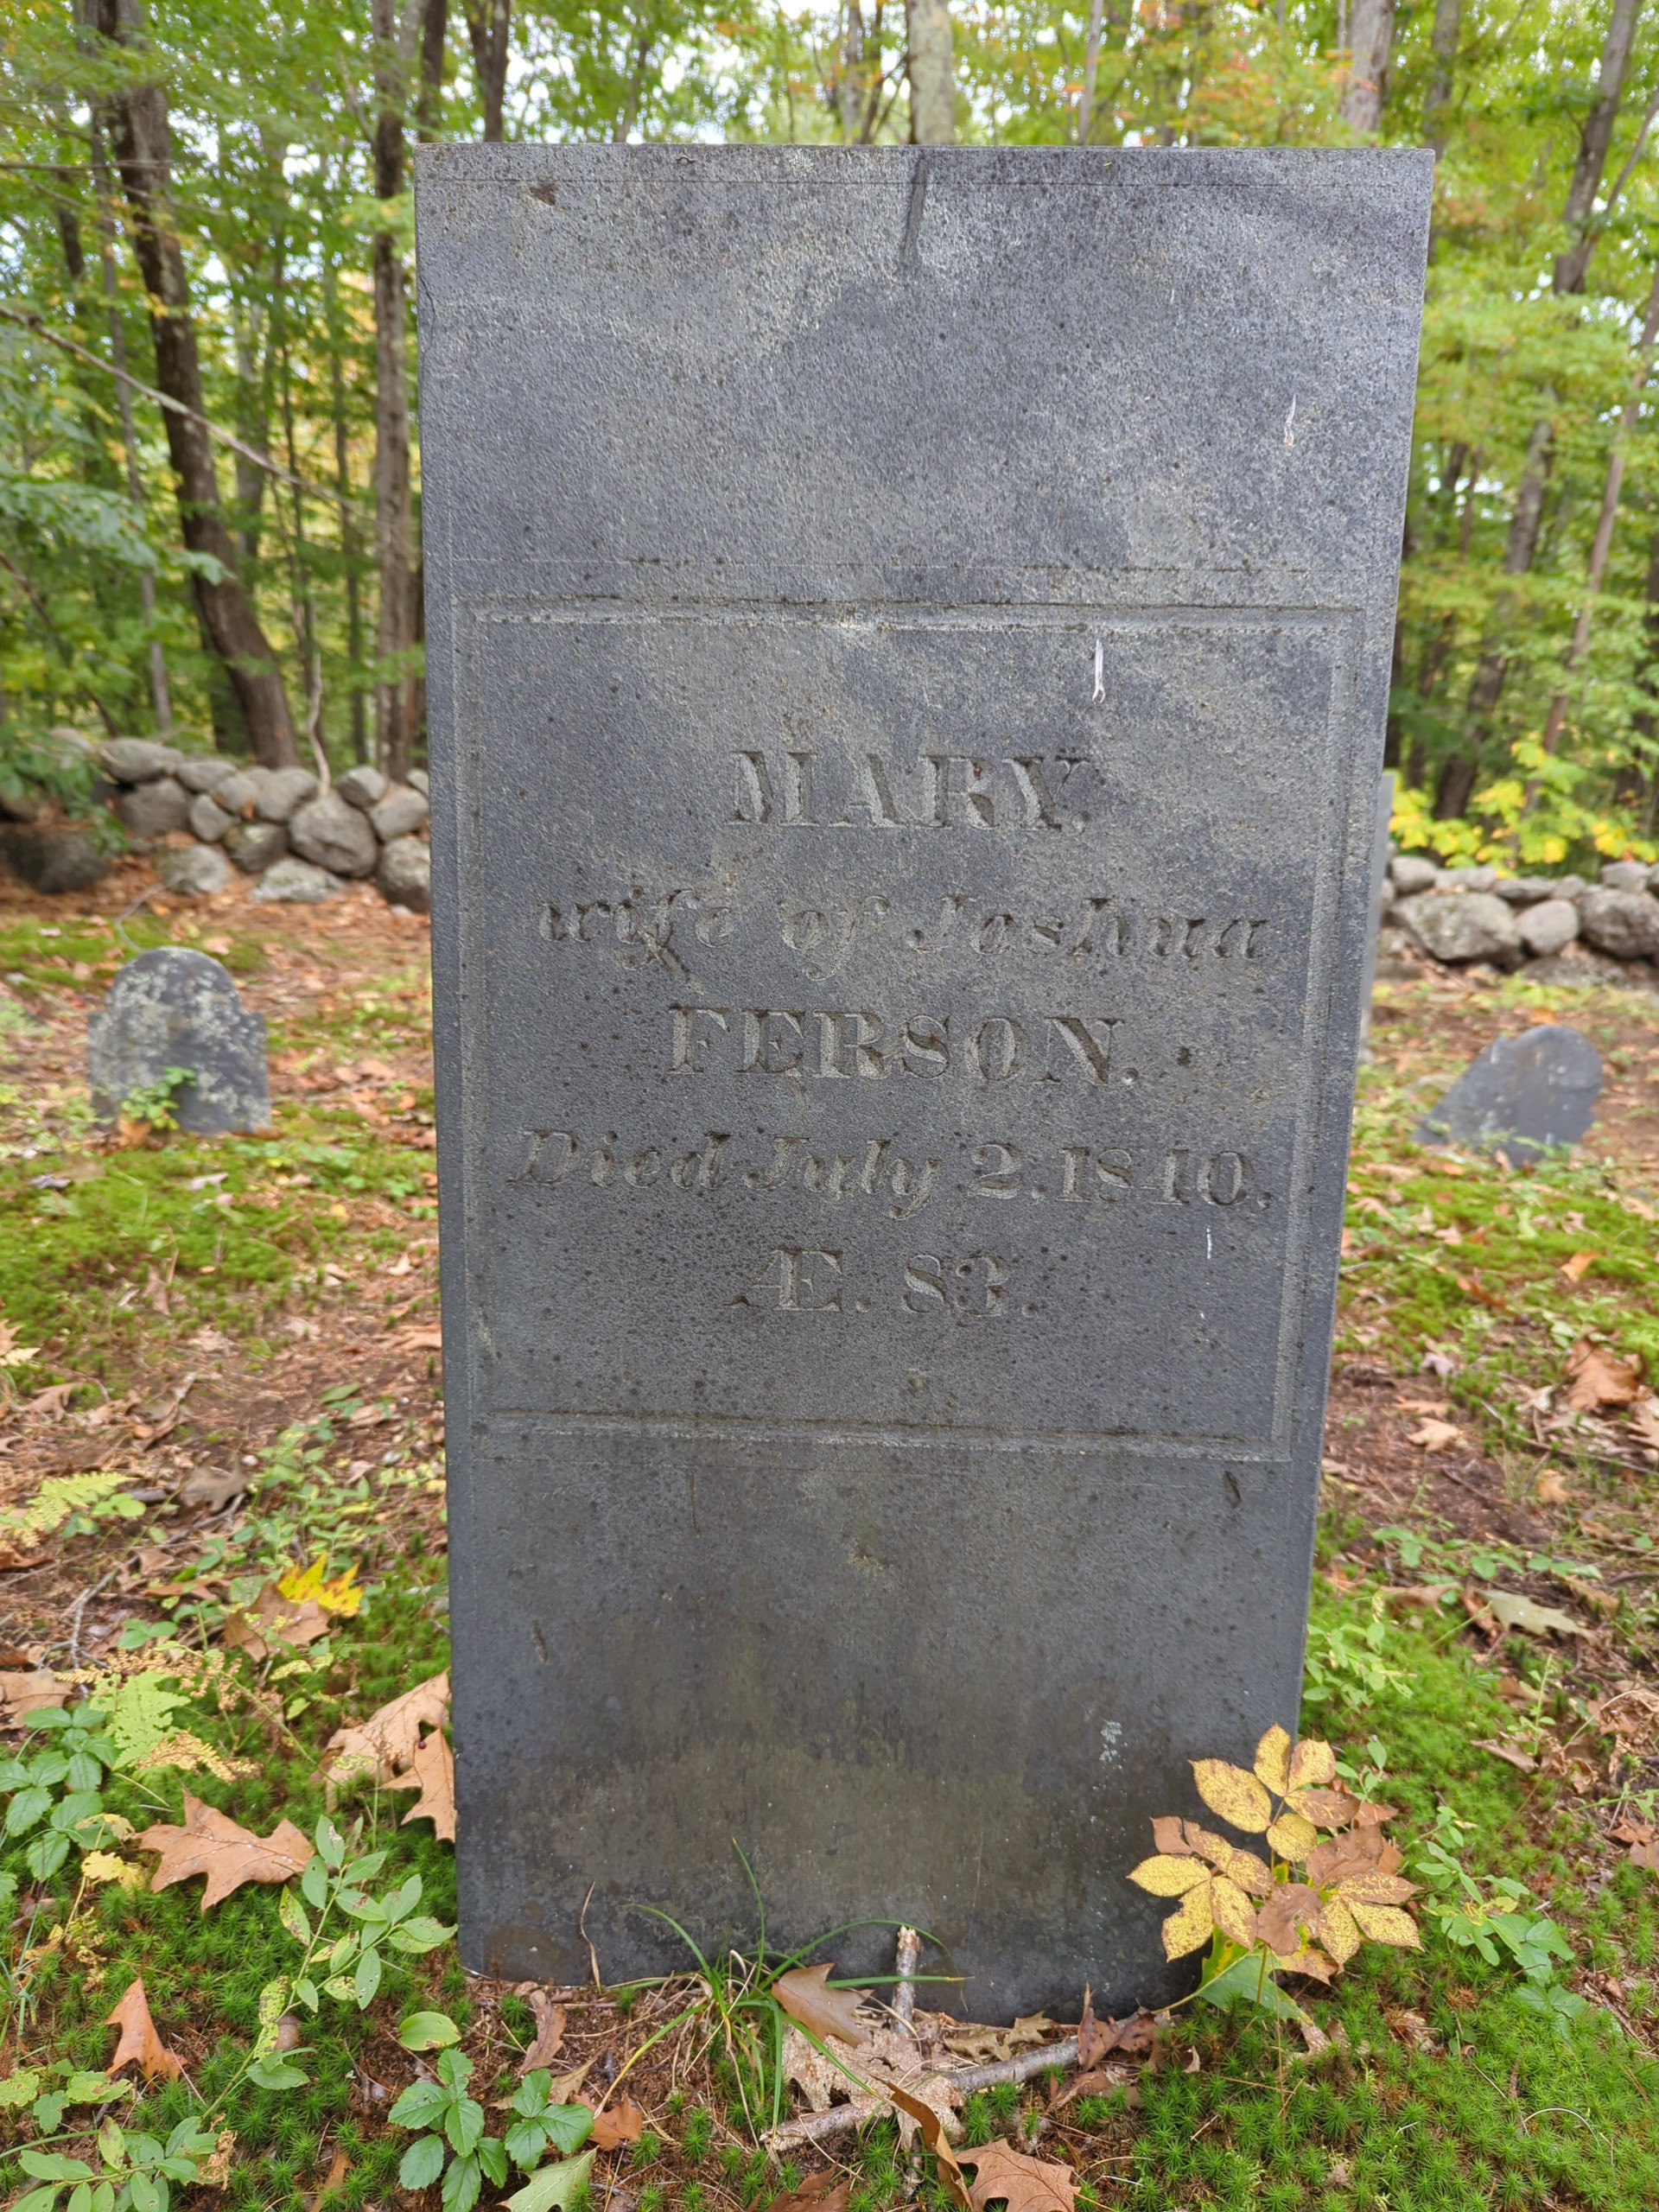 MARY,
wife of Joshua
FERSON.
Died July 2, 1840.
Æ. 83.